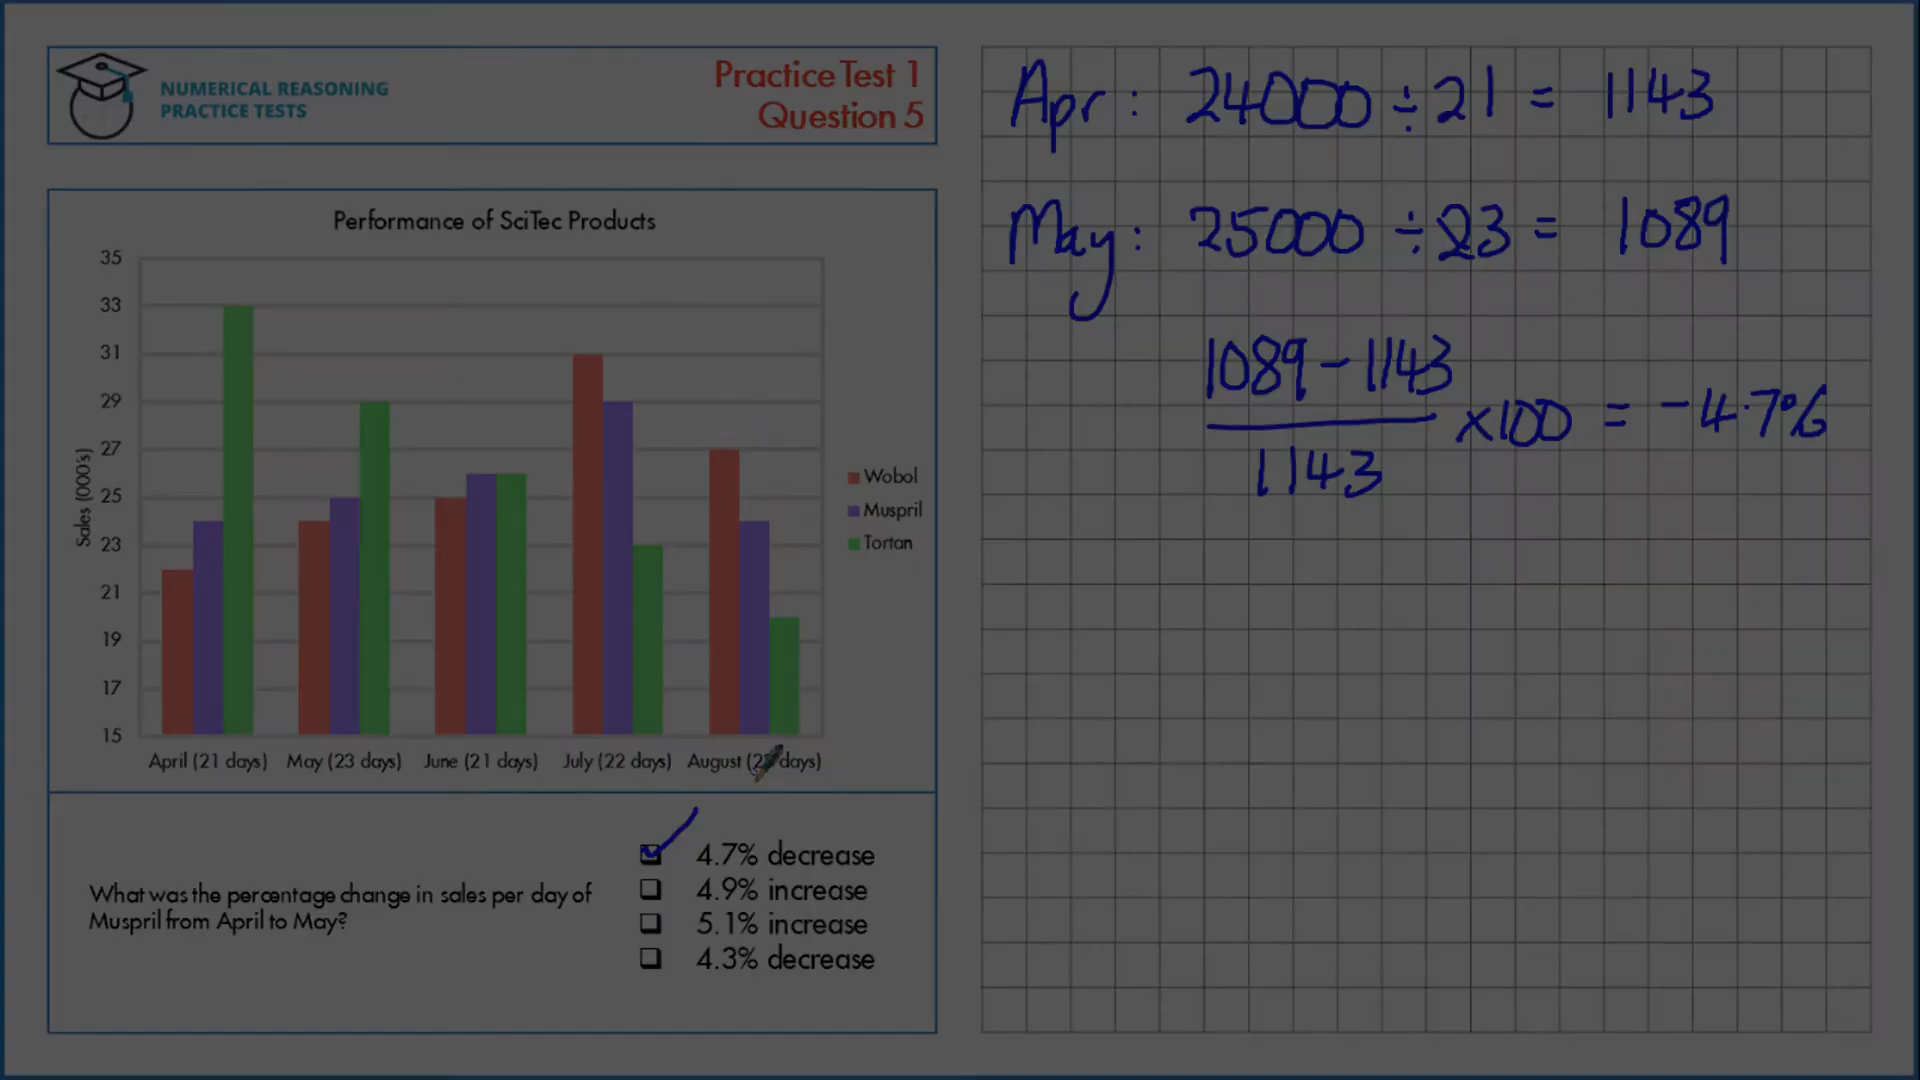 NUMERICAL REASONING
PRACTICE TESTS
Practice Test 1
Question 5
Performance of SciTec Products
35
33
31
29
27
25
23
21
19
17
15
Sales (000's)
Wobol
Muspril
Tortan
April (21 days) May (23 days) June (21 days) July (22 days) August (2 days)
What was the percentage change in sales per day of
Muspril from April to May?
4.7% decrease
4.9% increase
5.1% increase
4.3% decrease
Apr : 24000 ÷ 21 = 1143
May : 25000 ÷ 23 = 1089
1089 - 1143
x100 = -4.7%
1143